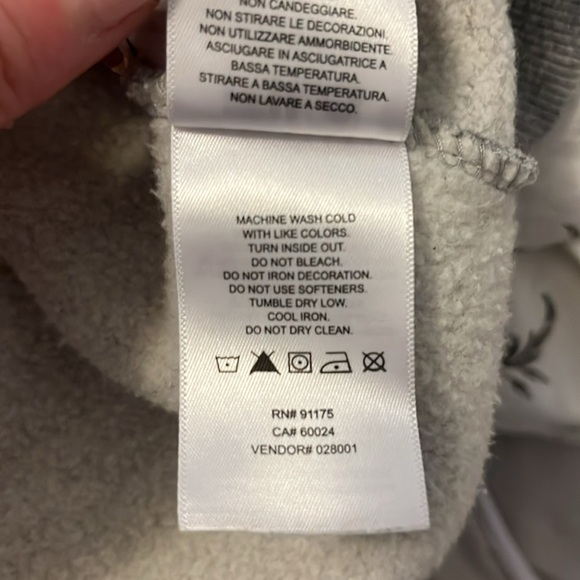 NON CANDEGGIARE.
NON STIRARE LE DECORAZIONI.
NON UTILIZZARE AMMORBIDENTE.
ASCIUGARE IN ASCIUGATRICE A
BASSA TEMPERATURA.
STIRARE A BASSA TEMPERATURA.
NON LAVARE A SECCO.
MACHINE WASH COLD
WITH LIKE COLORS.
TURN INSIDE OUT.
DO NOT BLEACH.
DO NOT IRON DECORATION.
DO NOT USE SOFTENERS.
TUMBLE DRY LOW.
COOL IRON.
DO NOT DRY CLEAN.
RN# 91175
CA# 60024
VENDOR# 028001